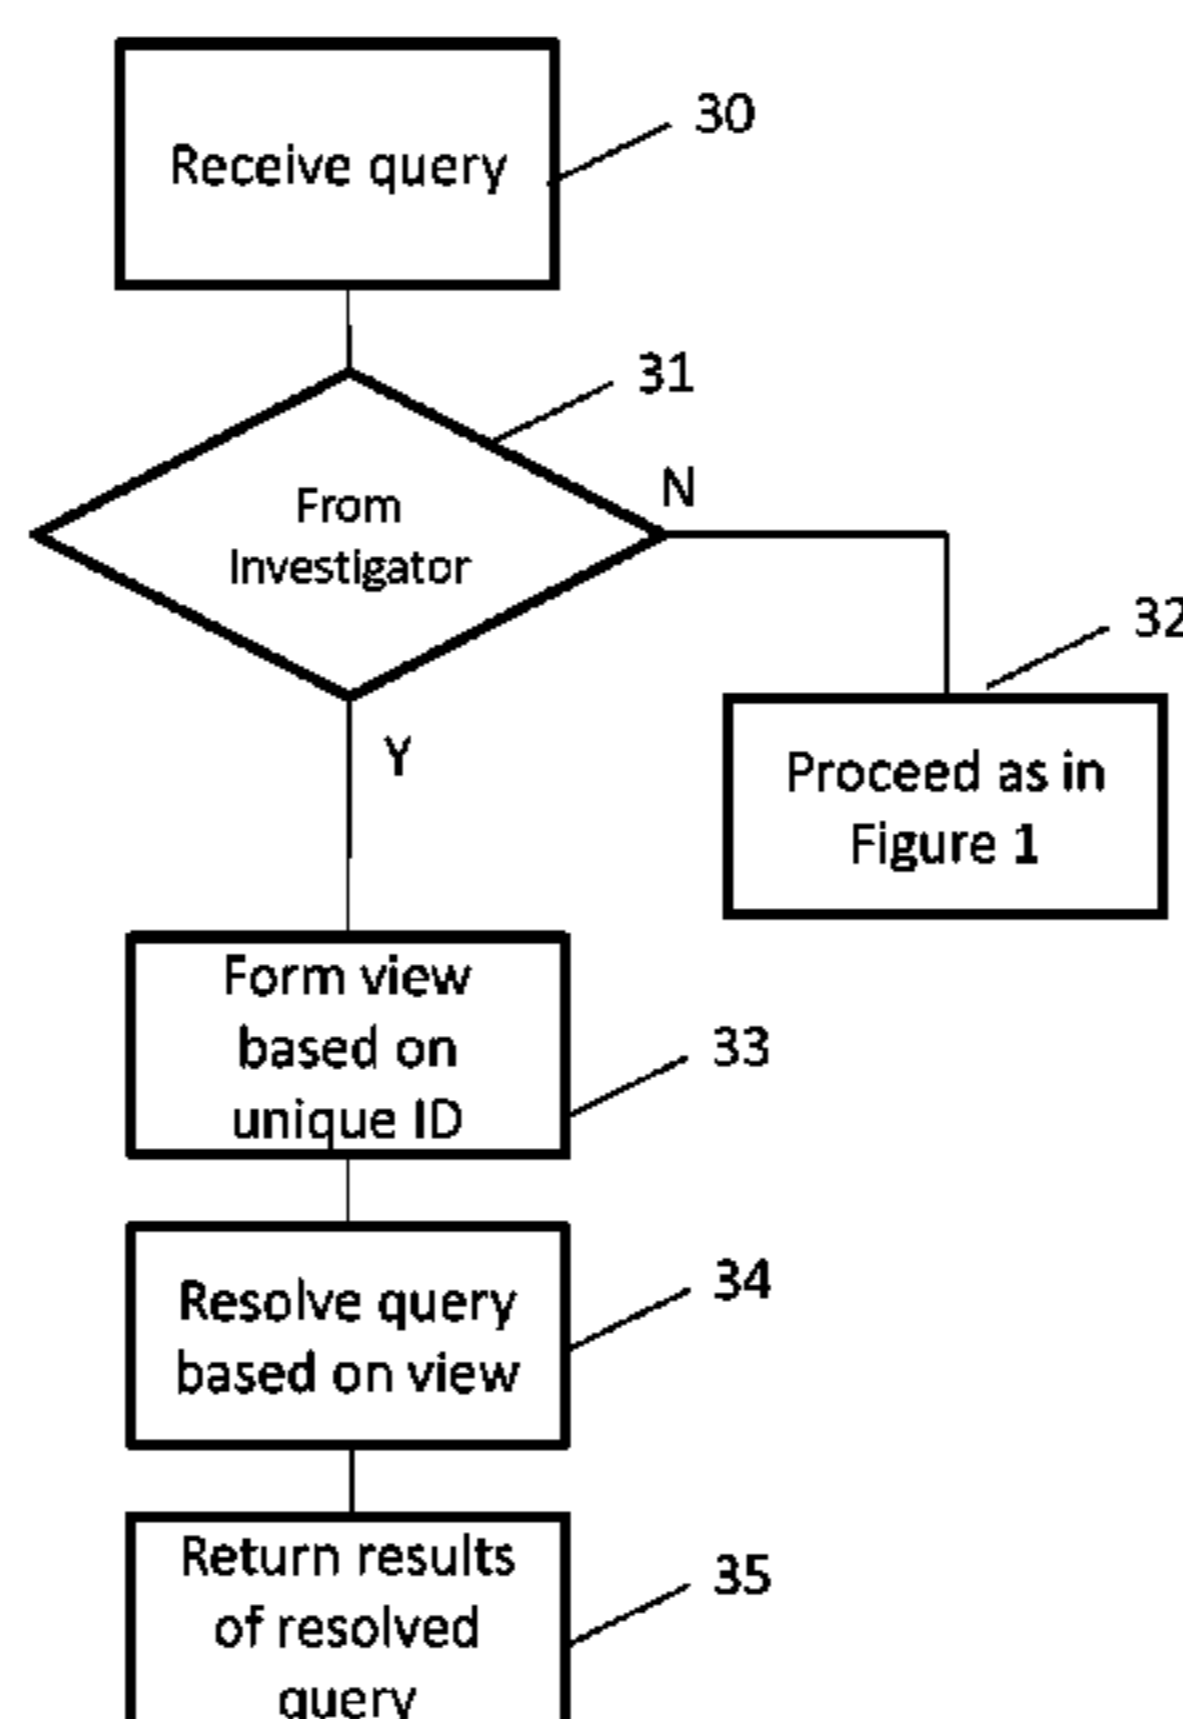 Receive query
30
31
From
Investigator
N
32
Y
Proceed as in
Figure 1
Form view
based on
unique ID
33
Resolve query
based on view
34
Return results
of resolved
query
35